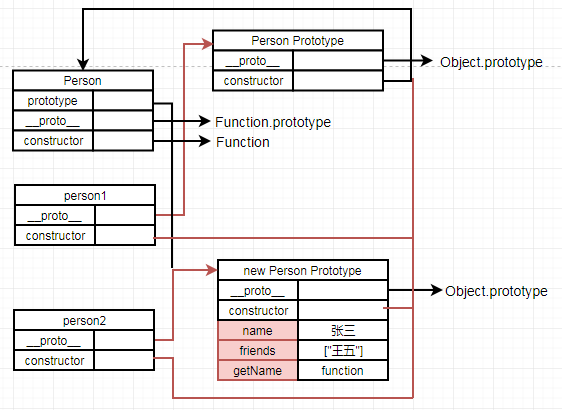 Person Prototype
__proto__
constructor
Object.prototype
Person
prototype
__proto__
constructor
Function.prototype
Function
person1
__proto__
constructor
new Person Prototype
__proto__
constructor
name 张三
friends ["王五"]
getName function
Object.prototype
person2
__proto__
constructor